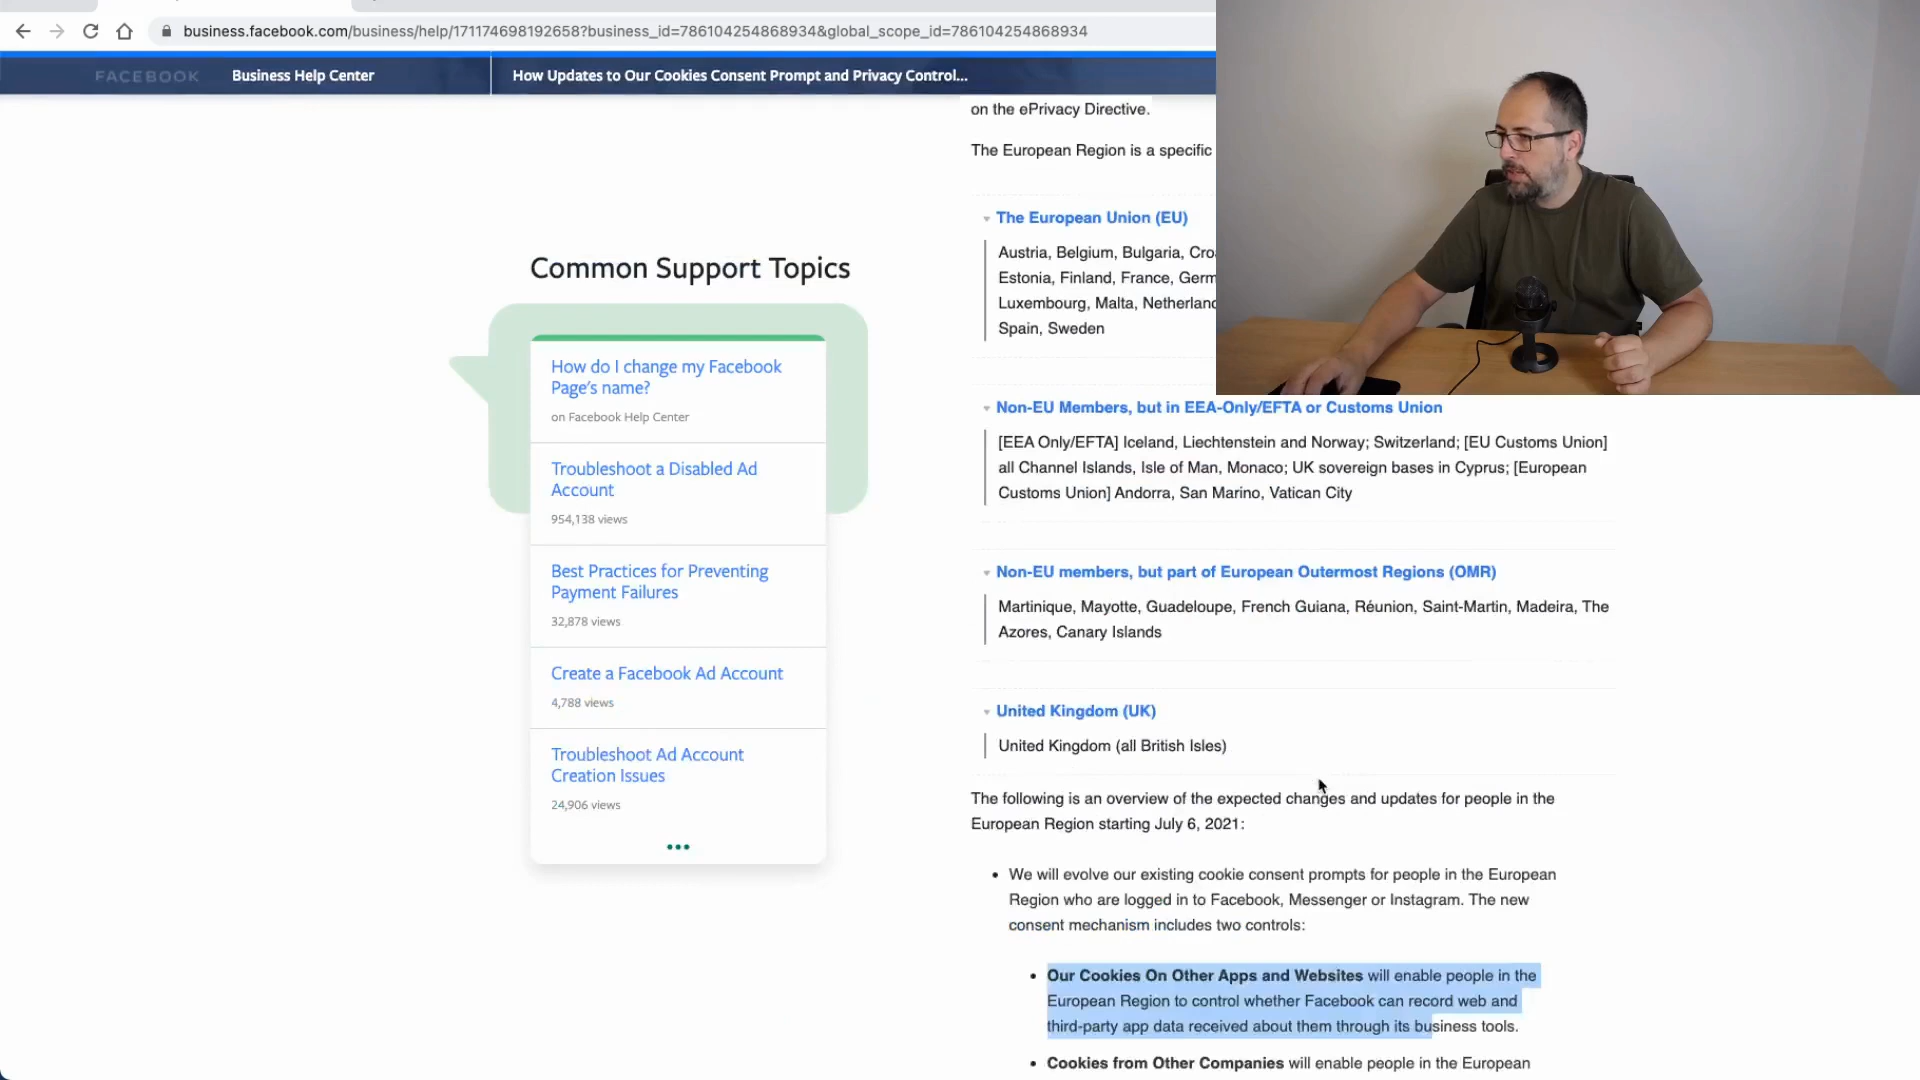 business.facebook.com/business/help/171174698192658?business_id=786104254868934&global_scope_id=786104254868934
FACEBOOK
Business Help Center
How Updates to Our Cookies Consent Prompt and Privacy Control...
Common Support Topics
How do I change my Facebook
Page's name?
on Facebook Help Center
Troubleshoot a Disabled Ad
Account
954,138 views
Best Practices for Preventing
Payment Failures
32,878 views
Create a Facebook Ad Account
4,788 views
Troubleshoot Ad Account
Creation Issues
24,906 views
on the ePrivacy Directive.
The European Region is a specific
The European Union (EU)
Austria, Belgium, Bulgaria, Cro
Estonia, Finland, France, Germ
Luxembourg, Malta, Netherland
Spain, Sweden
Non-EU Members, but in EEA-Only/EFTA or Customs Union
[EEA Only/EFTA] Iceland, Liechtenstein and Norway; Switzerland; [EU Customs Union]
all Channel Islands, Isle of Man, Monaco; UK sovereign bases in Cyprus; [European
Customs Union] Andorra, San Marino, Vatican City
Non-EU members, but part of European Outermost Regions (OMR)
Martinique, Mayotte, Guadeloupe, French Guiana, Réunion, Saint-Martin, Madeira, The
Azores, Canary Islands
United Kingdom (UK)
United Kingdom (all British Isles)
The following is an overview of the expected changes and updates for people in the
European Region starting July 6, 2021:
• We will evolve our existing cookie consent prompts for people in the European
Region who are logged in to Facebook, Messenger or Instagram. The new
consent mechanism includes two controls:
• Our Cookies On Other Apps and Websites will enable people in the
European Region to control whether Facebook can record web and
third-party app data received about them through its business tools.
• Cookies from Other Companies will enable people in the European